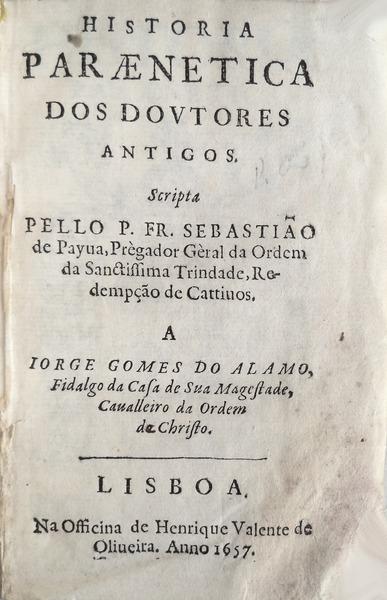 HISTORIA
PARÆNETICA
DOS DOVTORES
ANTIGOS.
Scripta
PELLO P. FR. SEBASTIÃO
de Payua, Prègador Gèral da Ordem
da Sanctiſſima Trindade, Re-
dempção de Cattiuos.
A
IORGE GOMES DO ALAMO,
Fidalgo da Caſa de Sua Mageſtade,
Caualleiro da Ordem
de Chriſto.
LISBOA.
Na Officina de Henrique Valente de
Oliueira. Anno 1657.